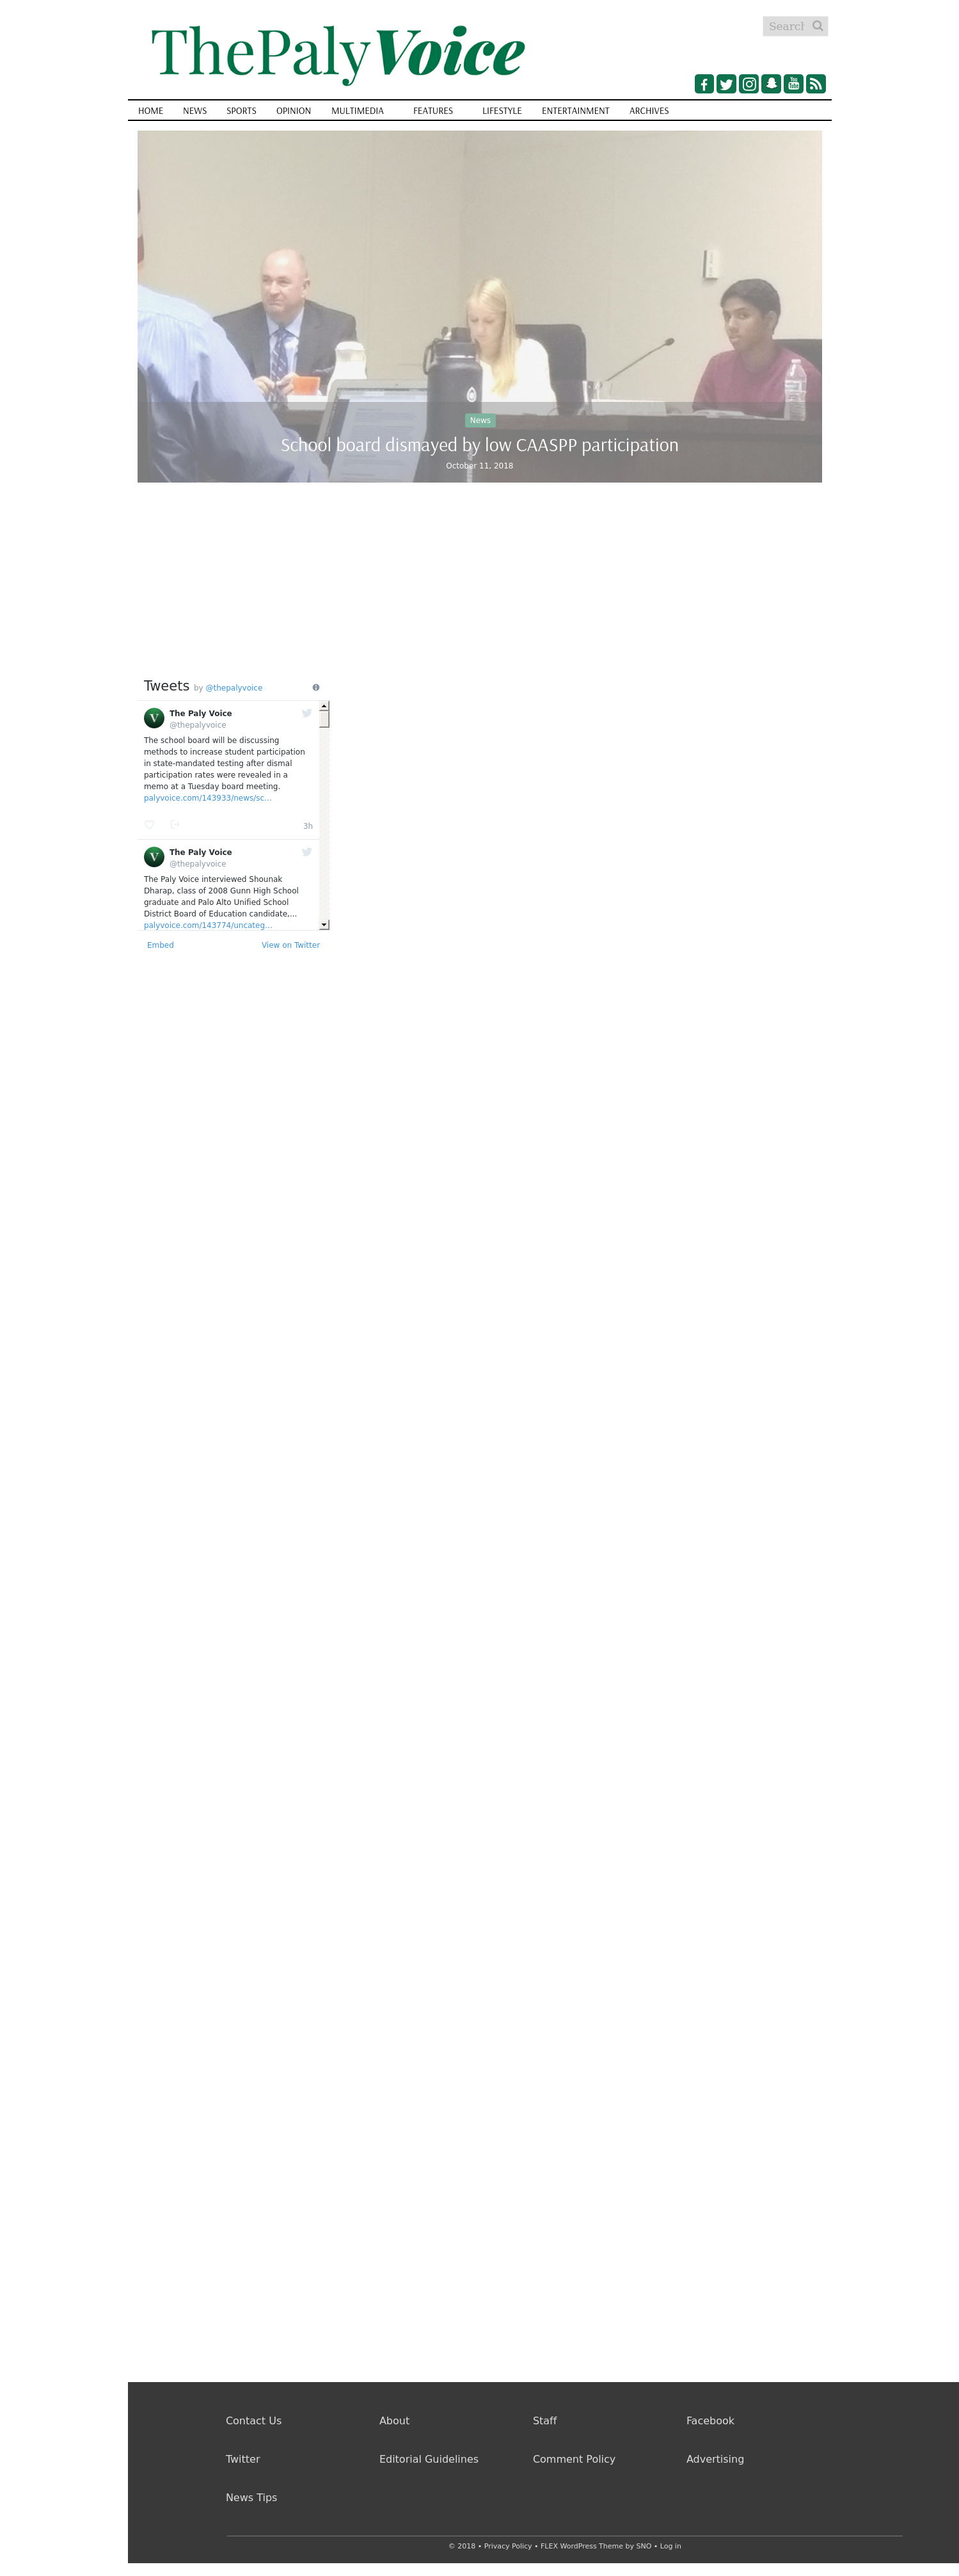 ThePalyVoice
Search
HOME NEWS SPORTS OPINION MULTIMEDIA FEATURES LIFESTYLE ENTERTAINMENT ARCHIVES
News
School board dismayed by low CAASPP participation
October 11, 2018
Tweets by @thepalyvoice
The Paly Voice
@thepalyvoice
The school board will be discussing
methods to increase student participation
in state-mandated testing after dismal
participation rates were revealed in a
memo at a Tuesday board meeting.
palyvoice.com/143933/news/sc…
3h
The Paly Voice
@thepalyvoice
The Paly Voice interviewed Shounak
Dharap, class of 2008 Gunn High School
graduate and Palo Alto Unified School
District Board of Education candidate,…
palyvoice.com/143774/uncateg…
Embed View on Twitter
Contact Us About Staff Facebook
Twitter Editorial Guidelines Comment Policy Advertising
News Tips
© 2018 • Privacy Policy • FLEX WordPress Theme by SNO • Log in